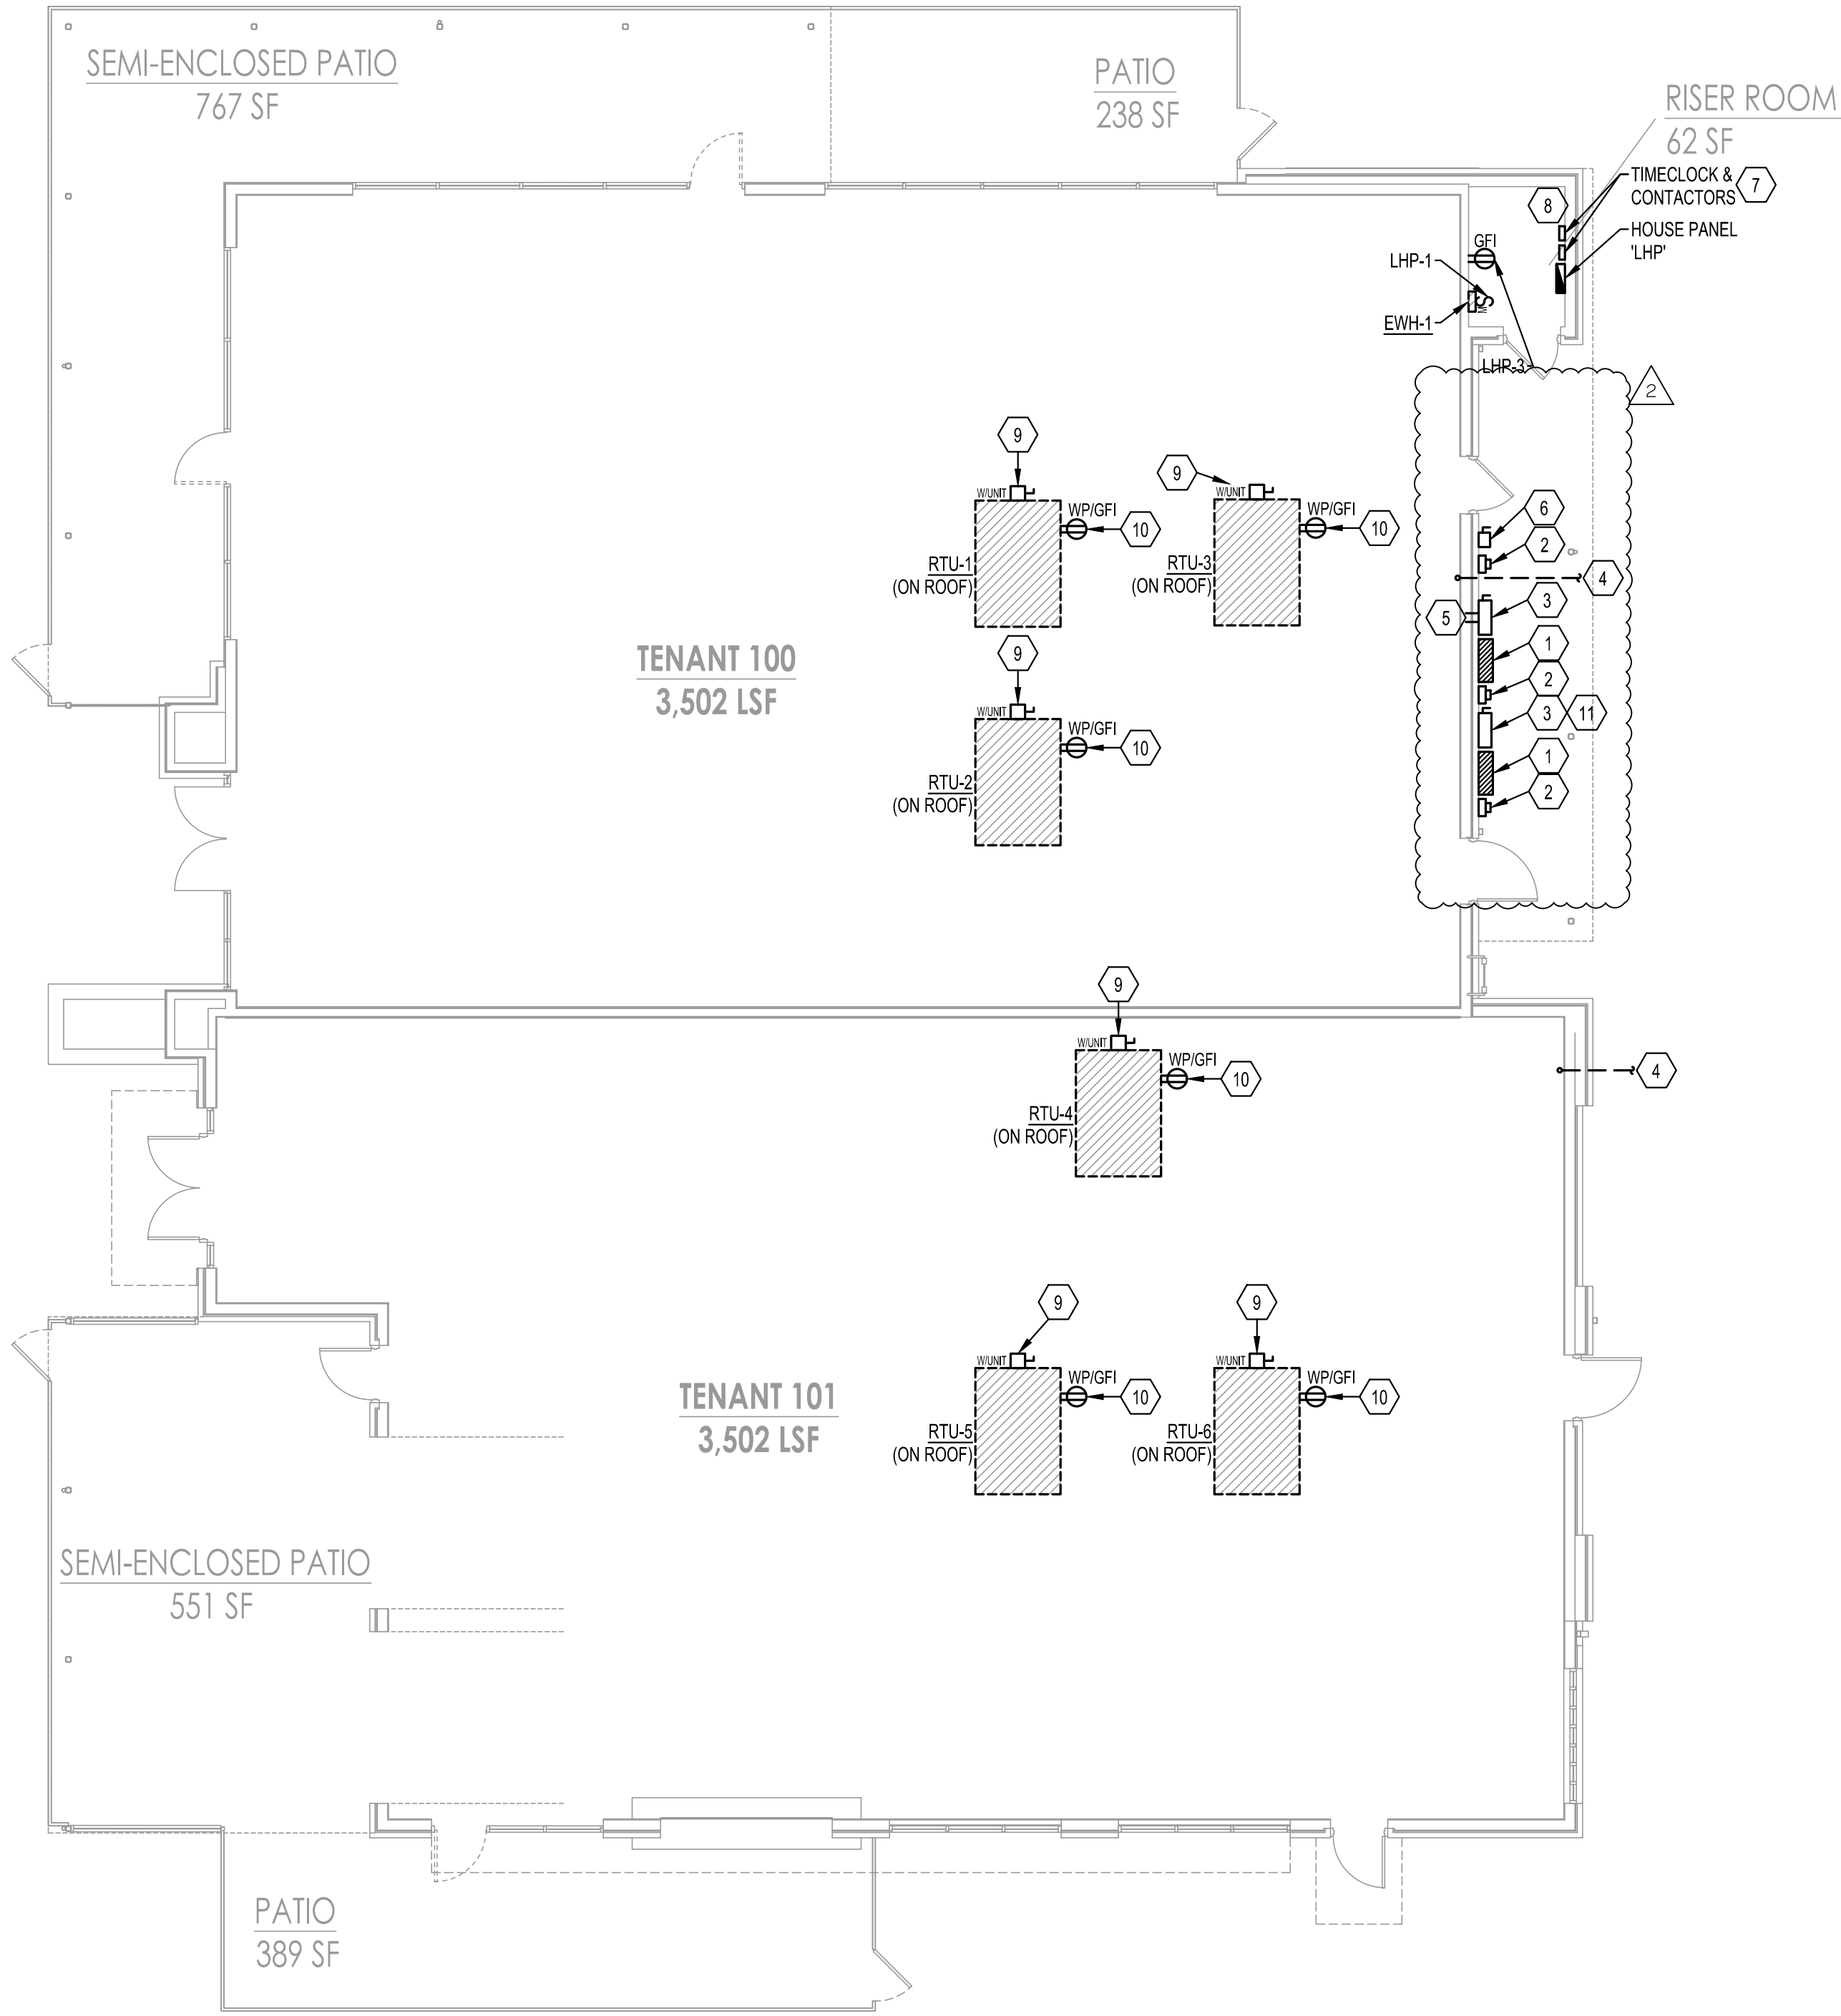 SEMI-ENCLOSED PATIO
767 SF
PATIO
238 SF
RISER ROOM
62 SF
TIMECLOCK &
CONTACTORS
7
8
HOUSE PANEL
'LHP'
GFI
LHP-1
S
M
EWH-1
LHP-3
2
9
W/UNIT
WP/GFI
10
RTU-1
(ON ROOF)
9
W/UNIT
WP/GFI
10
RTU-3
(ON ROOF)
6
2
4
3
5
1
2
3
11
1
2
TENANT 100
3,502 LSF
9
W/UNIT
WP/GFI
10
RTU-2
(ON ROOF)
9
W/UNIT
WP/GFI
10
RTU-4
(ON ROOF)
4
9
W/UNIT
WP/GFI
10
RTU-5
(ON ROOF)
9
W/UNIT
WP/GFI
10
RTU-6
(ON ROOF)
TENANT 101
3,502 LSF
SEMI-ENCLOSED PATIO
551 SF
PATIO
389 SF